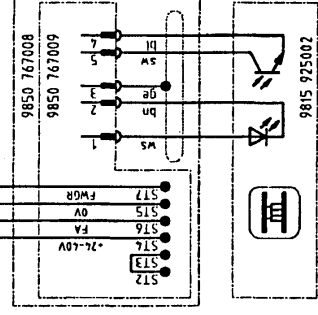 9850 767008
9850 767009
9815 925002
4
bl
5
sw
3
ge
2
bn
1
ws
FWGR
ST7
0V
ST5
FA
ST6
+24-40V
ST4
ST3
ST2